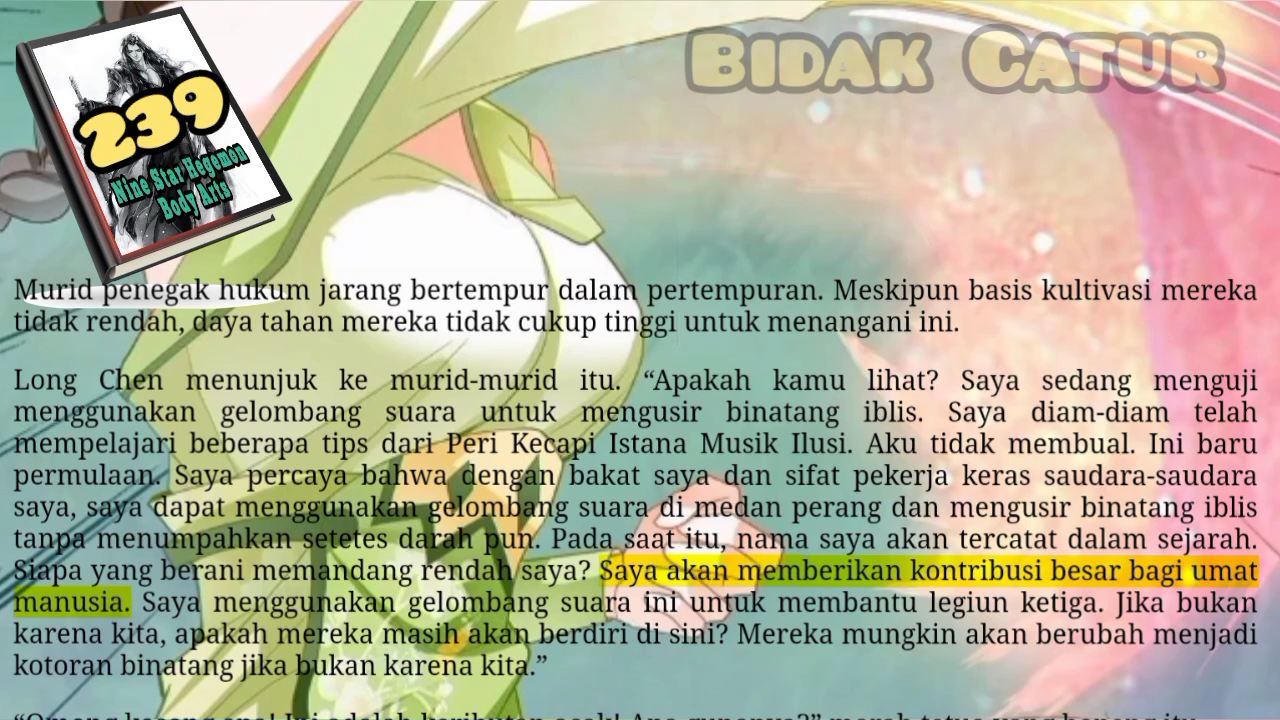 Bidak Catur
239
Nine Star Hegemon
Body Arts
Murid penegak hukum jarang bertempur dalam pertempuran. Meskipun basis kultivasi mereka
tidak rendah, daya tahan mereka tidak cukup tinggi untuk menangani ini.
Long Chen menunjuk ke murid-murid itu. “Apakah kamu lihat? Saya sedang menguji
menggunakan gelombang suara untuk mengusir binatang iblis. Saya diam-diam telah
mempelajari beberapa tips dari Peri Kecapi Istana Musik Ilusi. Aku tidak membual. Ini baru
permulaan. Saya percaya bahwa dengan bakat saya dan sifat pekerja keras saudara-saudara
saya, saya dapat menggunakan gelombang suara di medan perang dan mengusir binatang iblis
tanpa menumpahkan setetes darah pun. Pada saat itu, nama saya akan tercatat dalam sejarah.
Siapa yang berani memandang rendah saya? Saya akan memberikan kontribusi besar bagi umat
manusia. Saya menggunakan gelombang suara ini untuk membantu legiun ketiga. Jika bukan
karena kita, apakah mereka masih akan berdiri di sini? Mereka mungkin akan berubah menjadi
kotoran binatang jika bukan karena kita.”